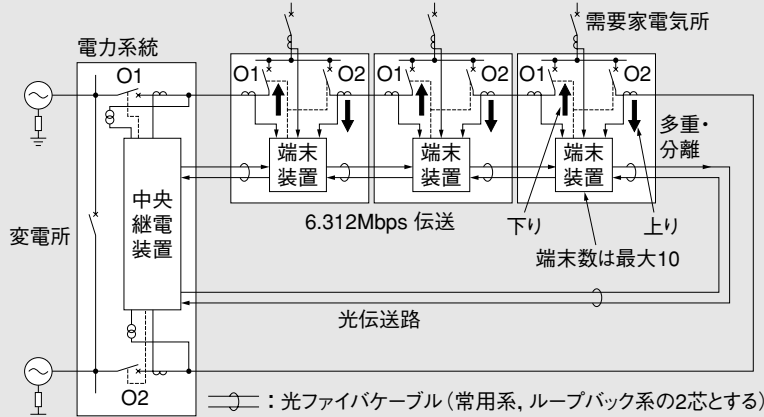 需要家電気所
電力系統
O1
O1
O2
O1
O2
O1
O2
多重・
分離
端末
装置
端末
装置
端末
装置
中央
継電
装置
変電所
6.312Mbps 伝送
下り
上り
端末数は最大10
光伝送路
O2
:光ファイバケーブル(常用系,ループバック系の2芯とする)